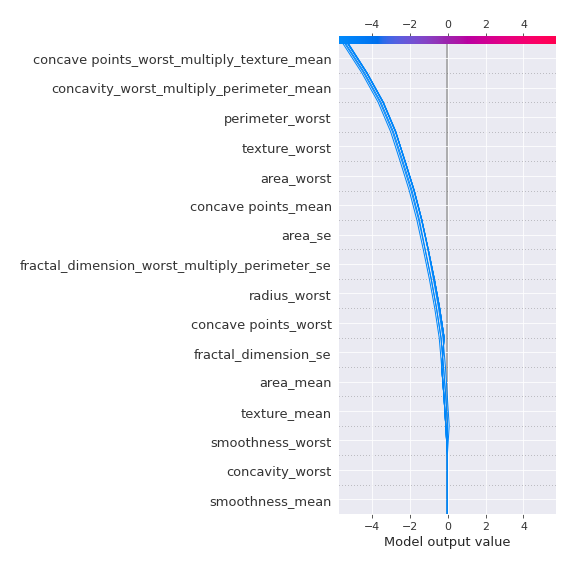 −4 −2 0 2 4
concave points_worst_multiply_texture_mean
concavity_worst_multiply_perimeter_mean
perimeter_worst
texture_worst
area_worst
concave points_mean
area_se
fractal_dimension_worst_multiply_perimeter_se
radius_worst
concave points_worst
fractal_dimension_se
area_mean
texture_mean
smoothness_worst
concavity_worst
smoothness_mean
−4 −2 0 2 4
Model output value